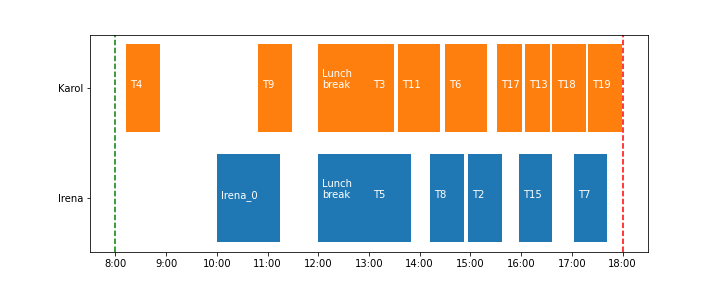 Karol
T4
T9
Lunch
break
T3
T11
T6
T17
T13
T18
T19
Irena
Irena_0
Lunch
break
T5
T8
T2
T15
T7
8:00 9:00 10:00 11:00 12:00 13:00 14:00 15:00 16:00 17:00 18:00